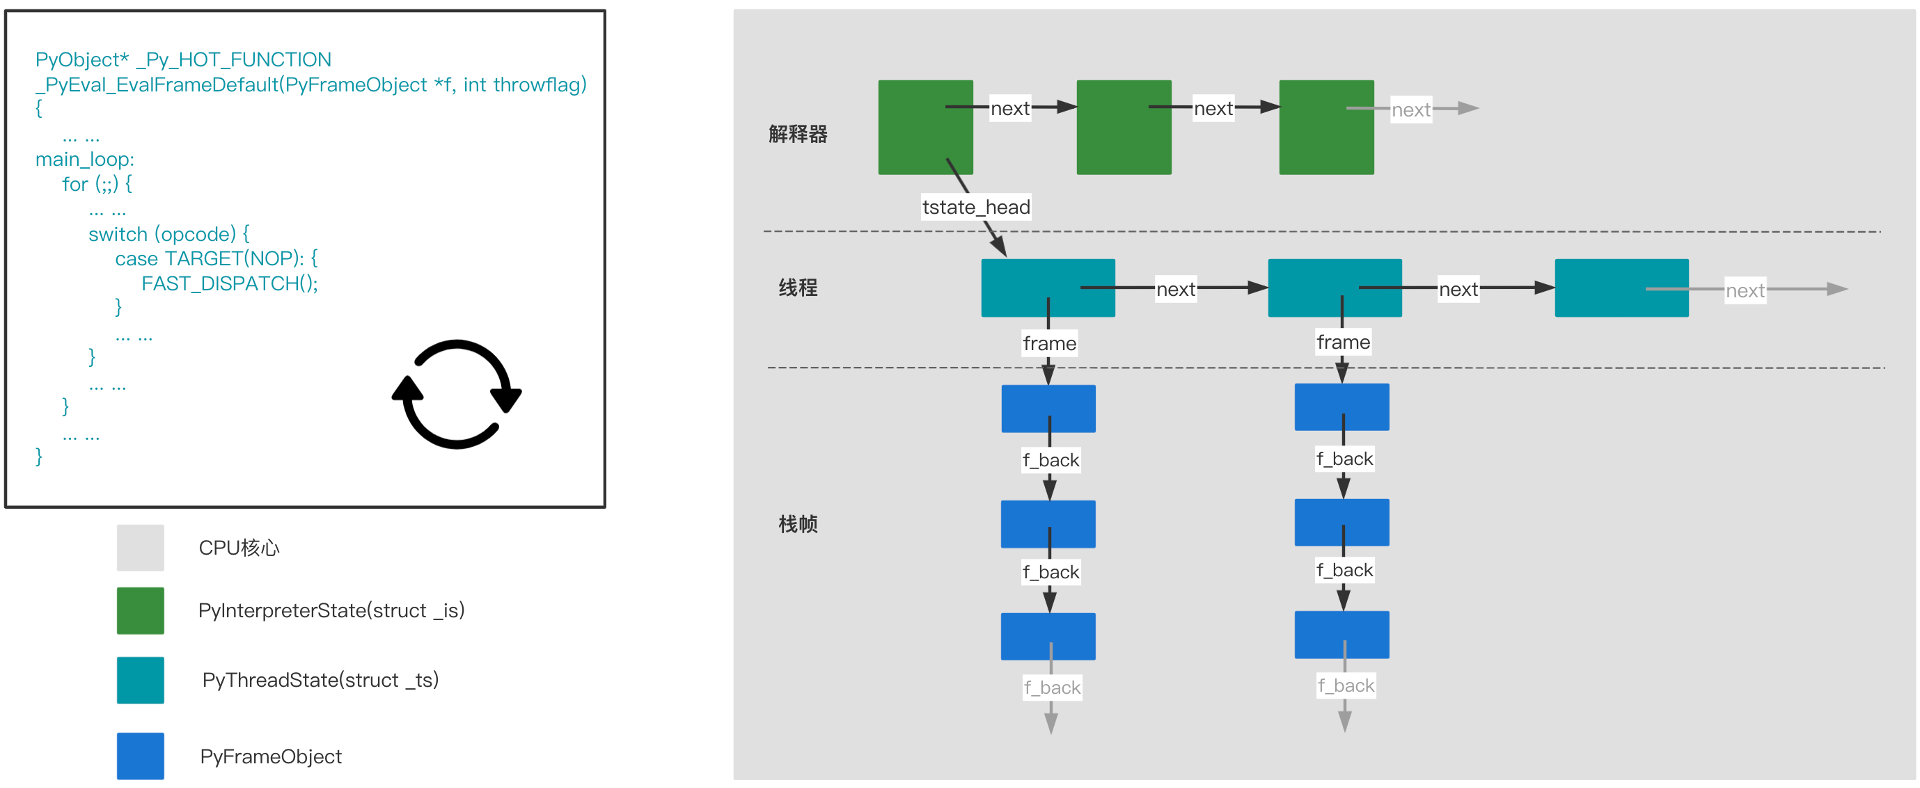 PyObject* _Py_HOT_FUNCTION
_PyEval_EvalFrameDefault(PyFrameObject *f, int throwflag)
{
... ...
main_loop:
for (;;) {
... ...
switch (opcode) {
case TARGET(NOP): {
FAST_DISPATCH();
}
... ...
}
... ...
}
... ...
}
CPU核心
PyInterpreterState(struct _is)
PyThreadState(struct _ts)
PyFrameObject
解释器
next
next
next
tstate_head
线程
next
next
next
frame
frame
栈帧
f_back
f_back
f_back
f_back
f_back
f_back